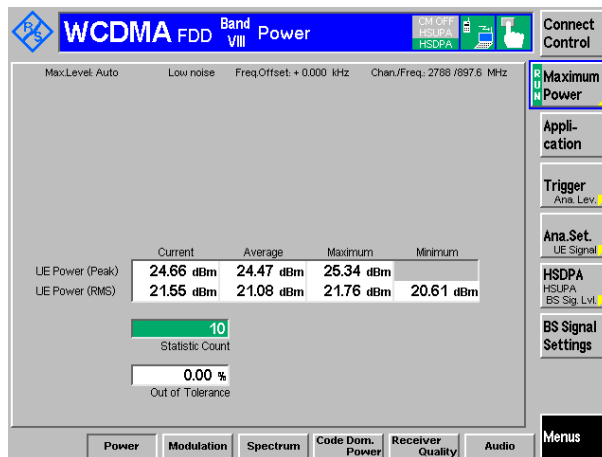 R&S WCDMA FDD Band VIII Power CM OFF HSUPA HSDPA
Connect Control
Max.Level: Auto Low noise Freq.Offset: + 0.000 kHz Chan./Freq.: 2788 /897.6 MHz
RUN Maximum Power
Appli-
cation
Trigger
Ana. Lev.
Ana.Set.
UE Signal
Current Average Maximum Minimum
UE Power (Peak) 24.66 dBm 24.47 dBm 25.34 dBm
UE Power (RMS) 21.55 dBm 21.08 dBm 21.76 dBm 20.61 dBm
HSDPA
HSUPA
BS Sig. Lvl.
10
Statistic Count
BS Signal
Settings
0.00 %
Out of Tolerance
Power Modulation Spectrum Code Dom. Power Receiver Quality Audio
Menus